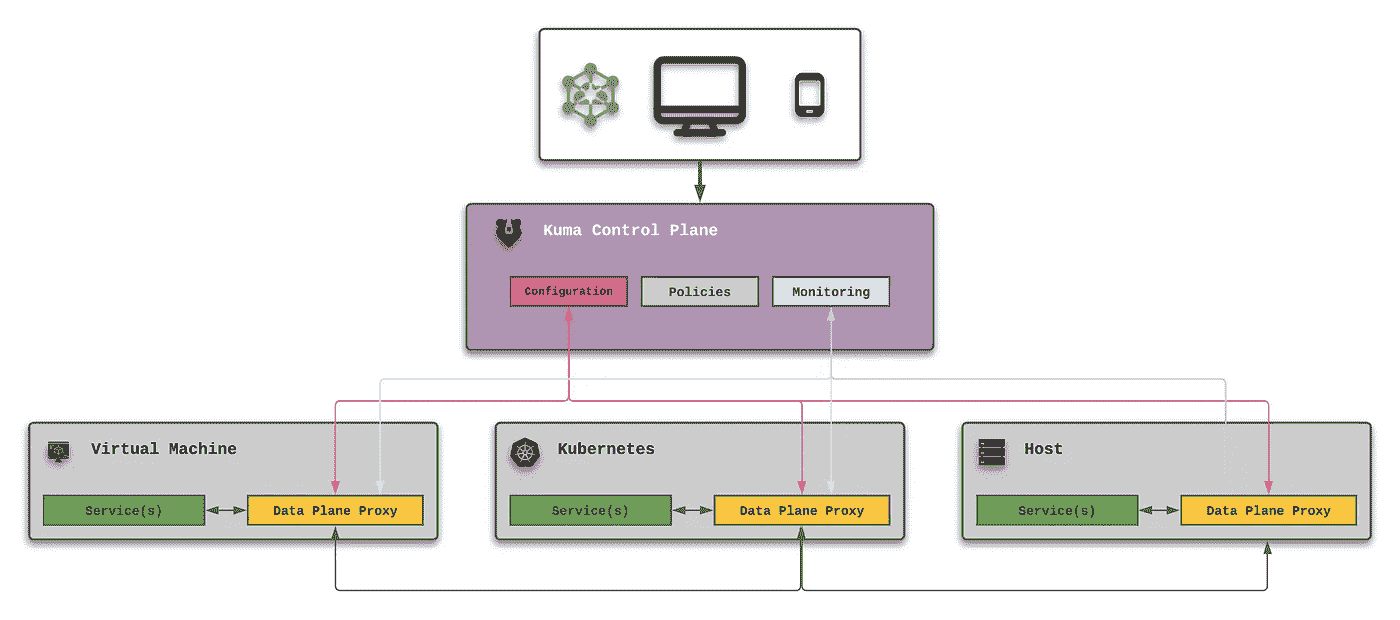 Kuma Control Plane
Configuration
Policies
Monitoring
Virtual Machine
Kubernetes
Host
Service(s)
Data Plane Proxy
Service(s)
Data Plane Proxy
Service(s)
Data Plane Proxy